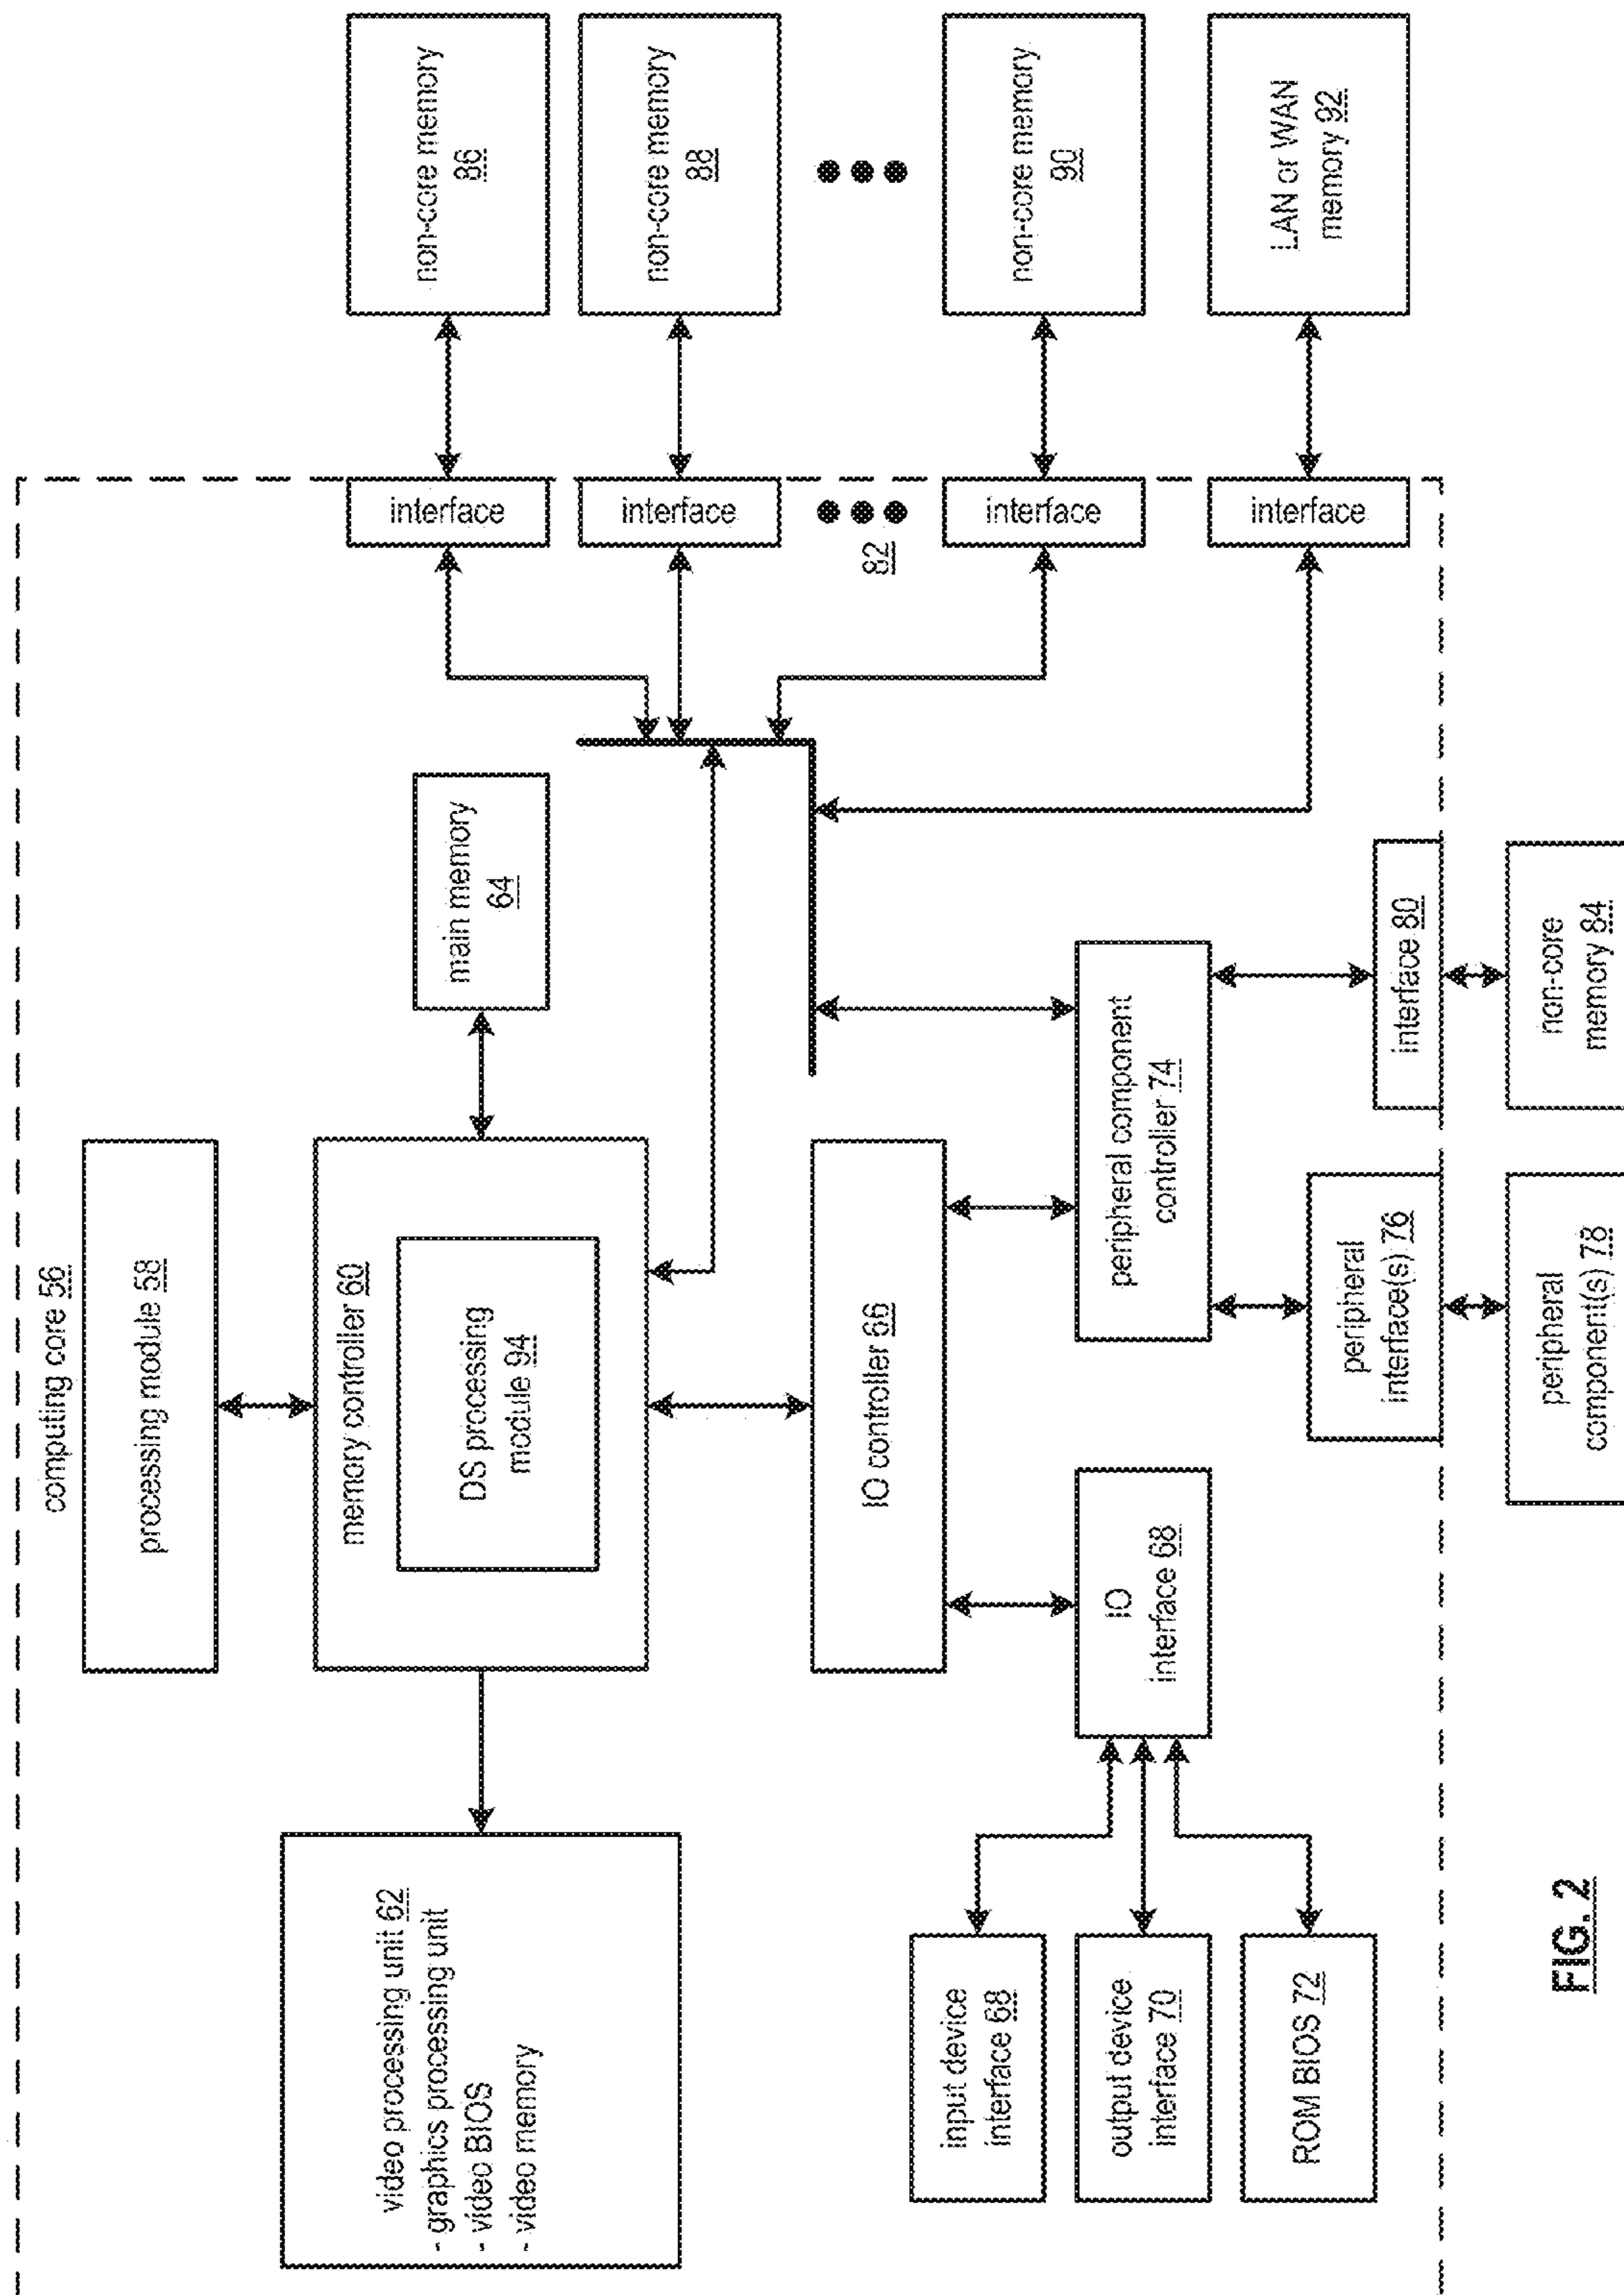 computing core 56
processing module 58
memory controller 60
DS processing
module 94
main memory
64
video processing unit 62
- graphics processing unit
- video BIOS
- video memory
IO controller 66
IO
interface 68
input device
interface 68
output device
interface 70
ROM BIOS 72
peripheral component
controller 74
peripheral
interface(s) 76
interface 80
peripheral
component(s) 78
non-core
memory 84
interface
interface
82
interface
interface
non-core memory
86
non-core memory
88
non-core memory
90
LAN or WAN
memory 92
FIG. 2